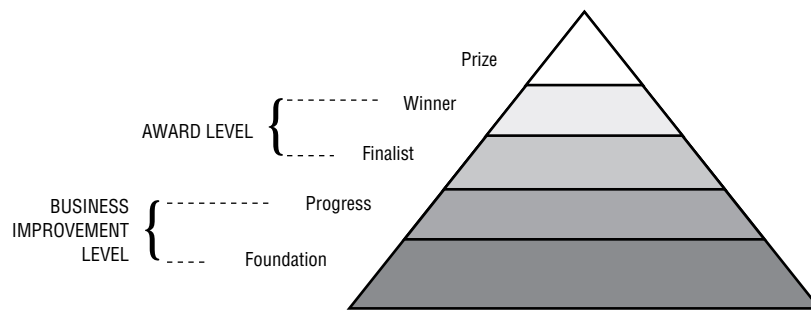 Prize
Winner
AWARD LEVEL
Finalist
Progress
BUSINESS
IMPROVEMENT
LEVEL
Foundation